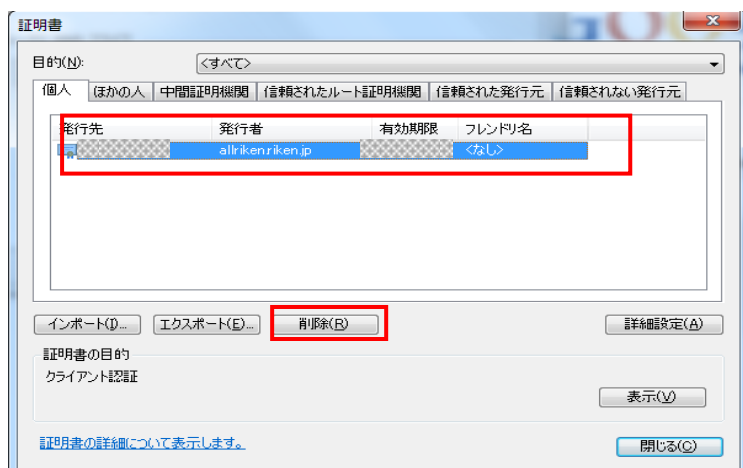 証明書
目的(N): <すべて>
個人 ほかの人 中間証明機関 信頼されたルート証明機関 信頼された発行元 信頼されない発行元
発行先 発行者 有効期限 フレンドリ名
allriken.riken.jp <なし>
インポート(I)... エクスポート(E)... 削除(R) 詳細設定(A)
証明書の目的
クライアント認証
表示(V)
証明書の詳細について表示します。
閉じる(C)